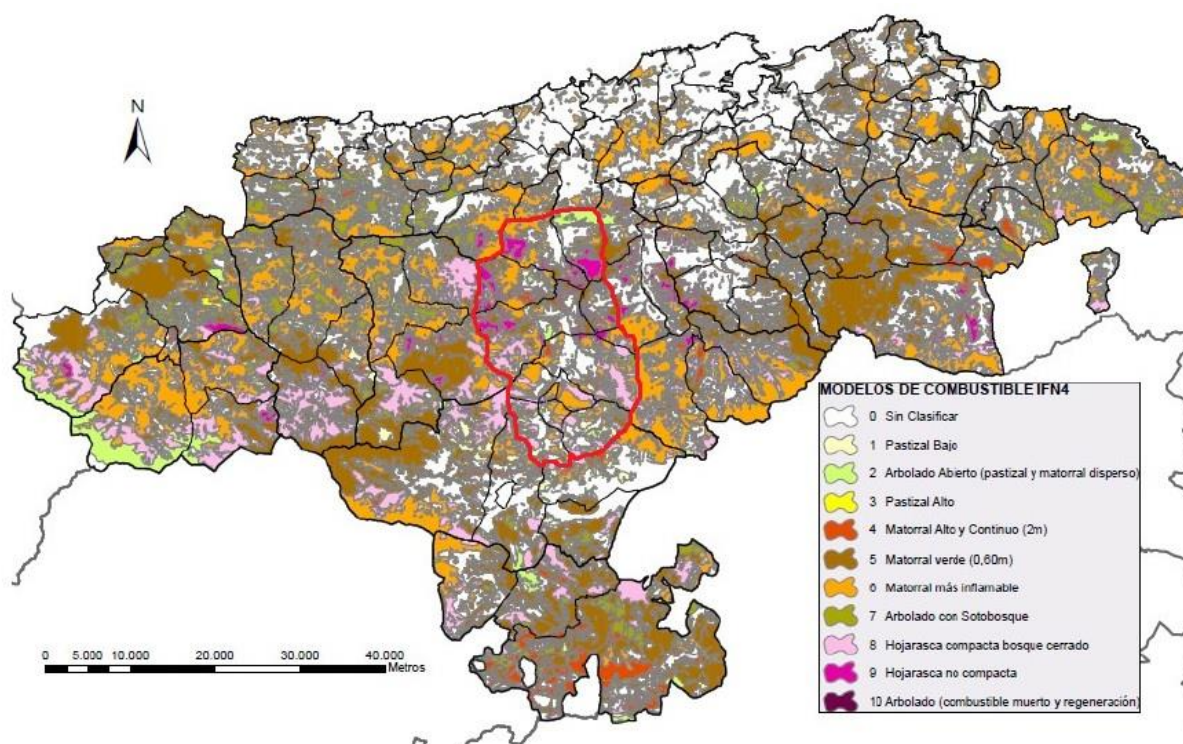 N
MODELOS DE COMBUSTIBLE IFN4
0 Sin Clasificar
1 Pastizal Bajo
2 Arbolado Abierto (pastizal y matorral disperso)
3 Pastizal Alto
4 Matorral Alto y Continuo (2m)
5 Matorral verde (0,60m)
6 Matorral más inflamable
7 Arbolado con Sotobosque
8 Hojarasca compacta bosque cerrado
9 Hojarasca no compacta
10 Arbolado (combustible muerto y regeneración)
0 5.000 10.000 20.000 30.000 40.000
Metros